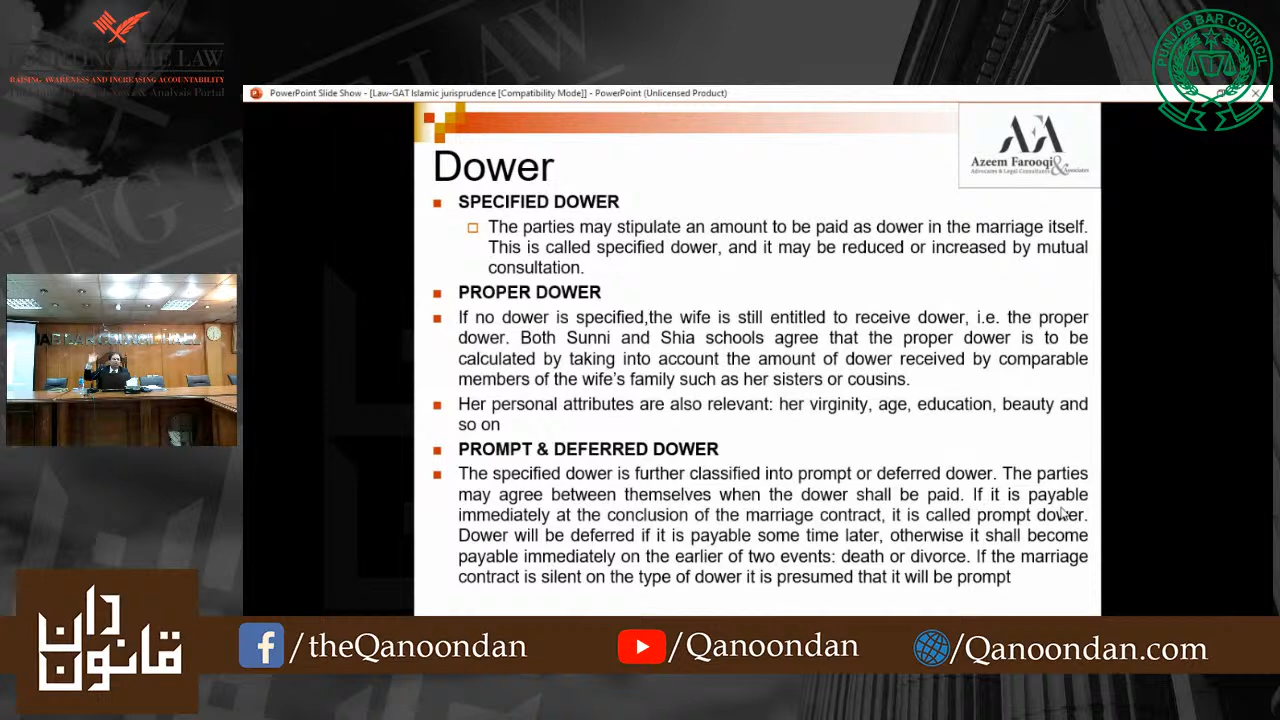 RAISING AWARENESS AND INCREASING ACCOUNTABILITY
PUNJAB BAR COUNCIL
PowerPoint Slide Show - [Law-GAT Islamic jurisprudence [Compatibility Mode]] - PowerPoint (Unlicensed Product)
AFA
Azeem Farooqi
& Associates
Advocates & Legal Consultants
Dower
SPECIFIED DOWER
The parties may stipulate an amount to be paid as dower in the marriage itself.
This is called specified dower, and it may be reduced or increased by mutual
consultation.
PROPER DOWER
If no dower is specified,the wife is still entitled to receive dower, i.e. the proper
dower. Both Sunni and Shia schools agree that the proper dower is to be
calculated by taking into account the amount of dower received by comparable
members of the wife's family such as her sisters or cousins.
Her personal attributes are also relevant: her virginity, age, education, beauty and
so on
PROMPT & DEFERRED DOWER
The specified dower is further classified into prompt or deferred dower. The parties
may agree between themselves when the dower shall be paid. If it is payable
immediately at the conclusion of the marriage contract, it is called prompt dower.
Dower will be deferred if it is payable some time later, otherwise it shall become
payable immediately on the earlier of two events: death or divorce. If the marriage
contract is silent on the type of dower it is presumed that it will be prompt
قانون دان
/theQanoondan
/Qanoondan
/Qanoondan.com